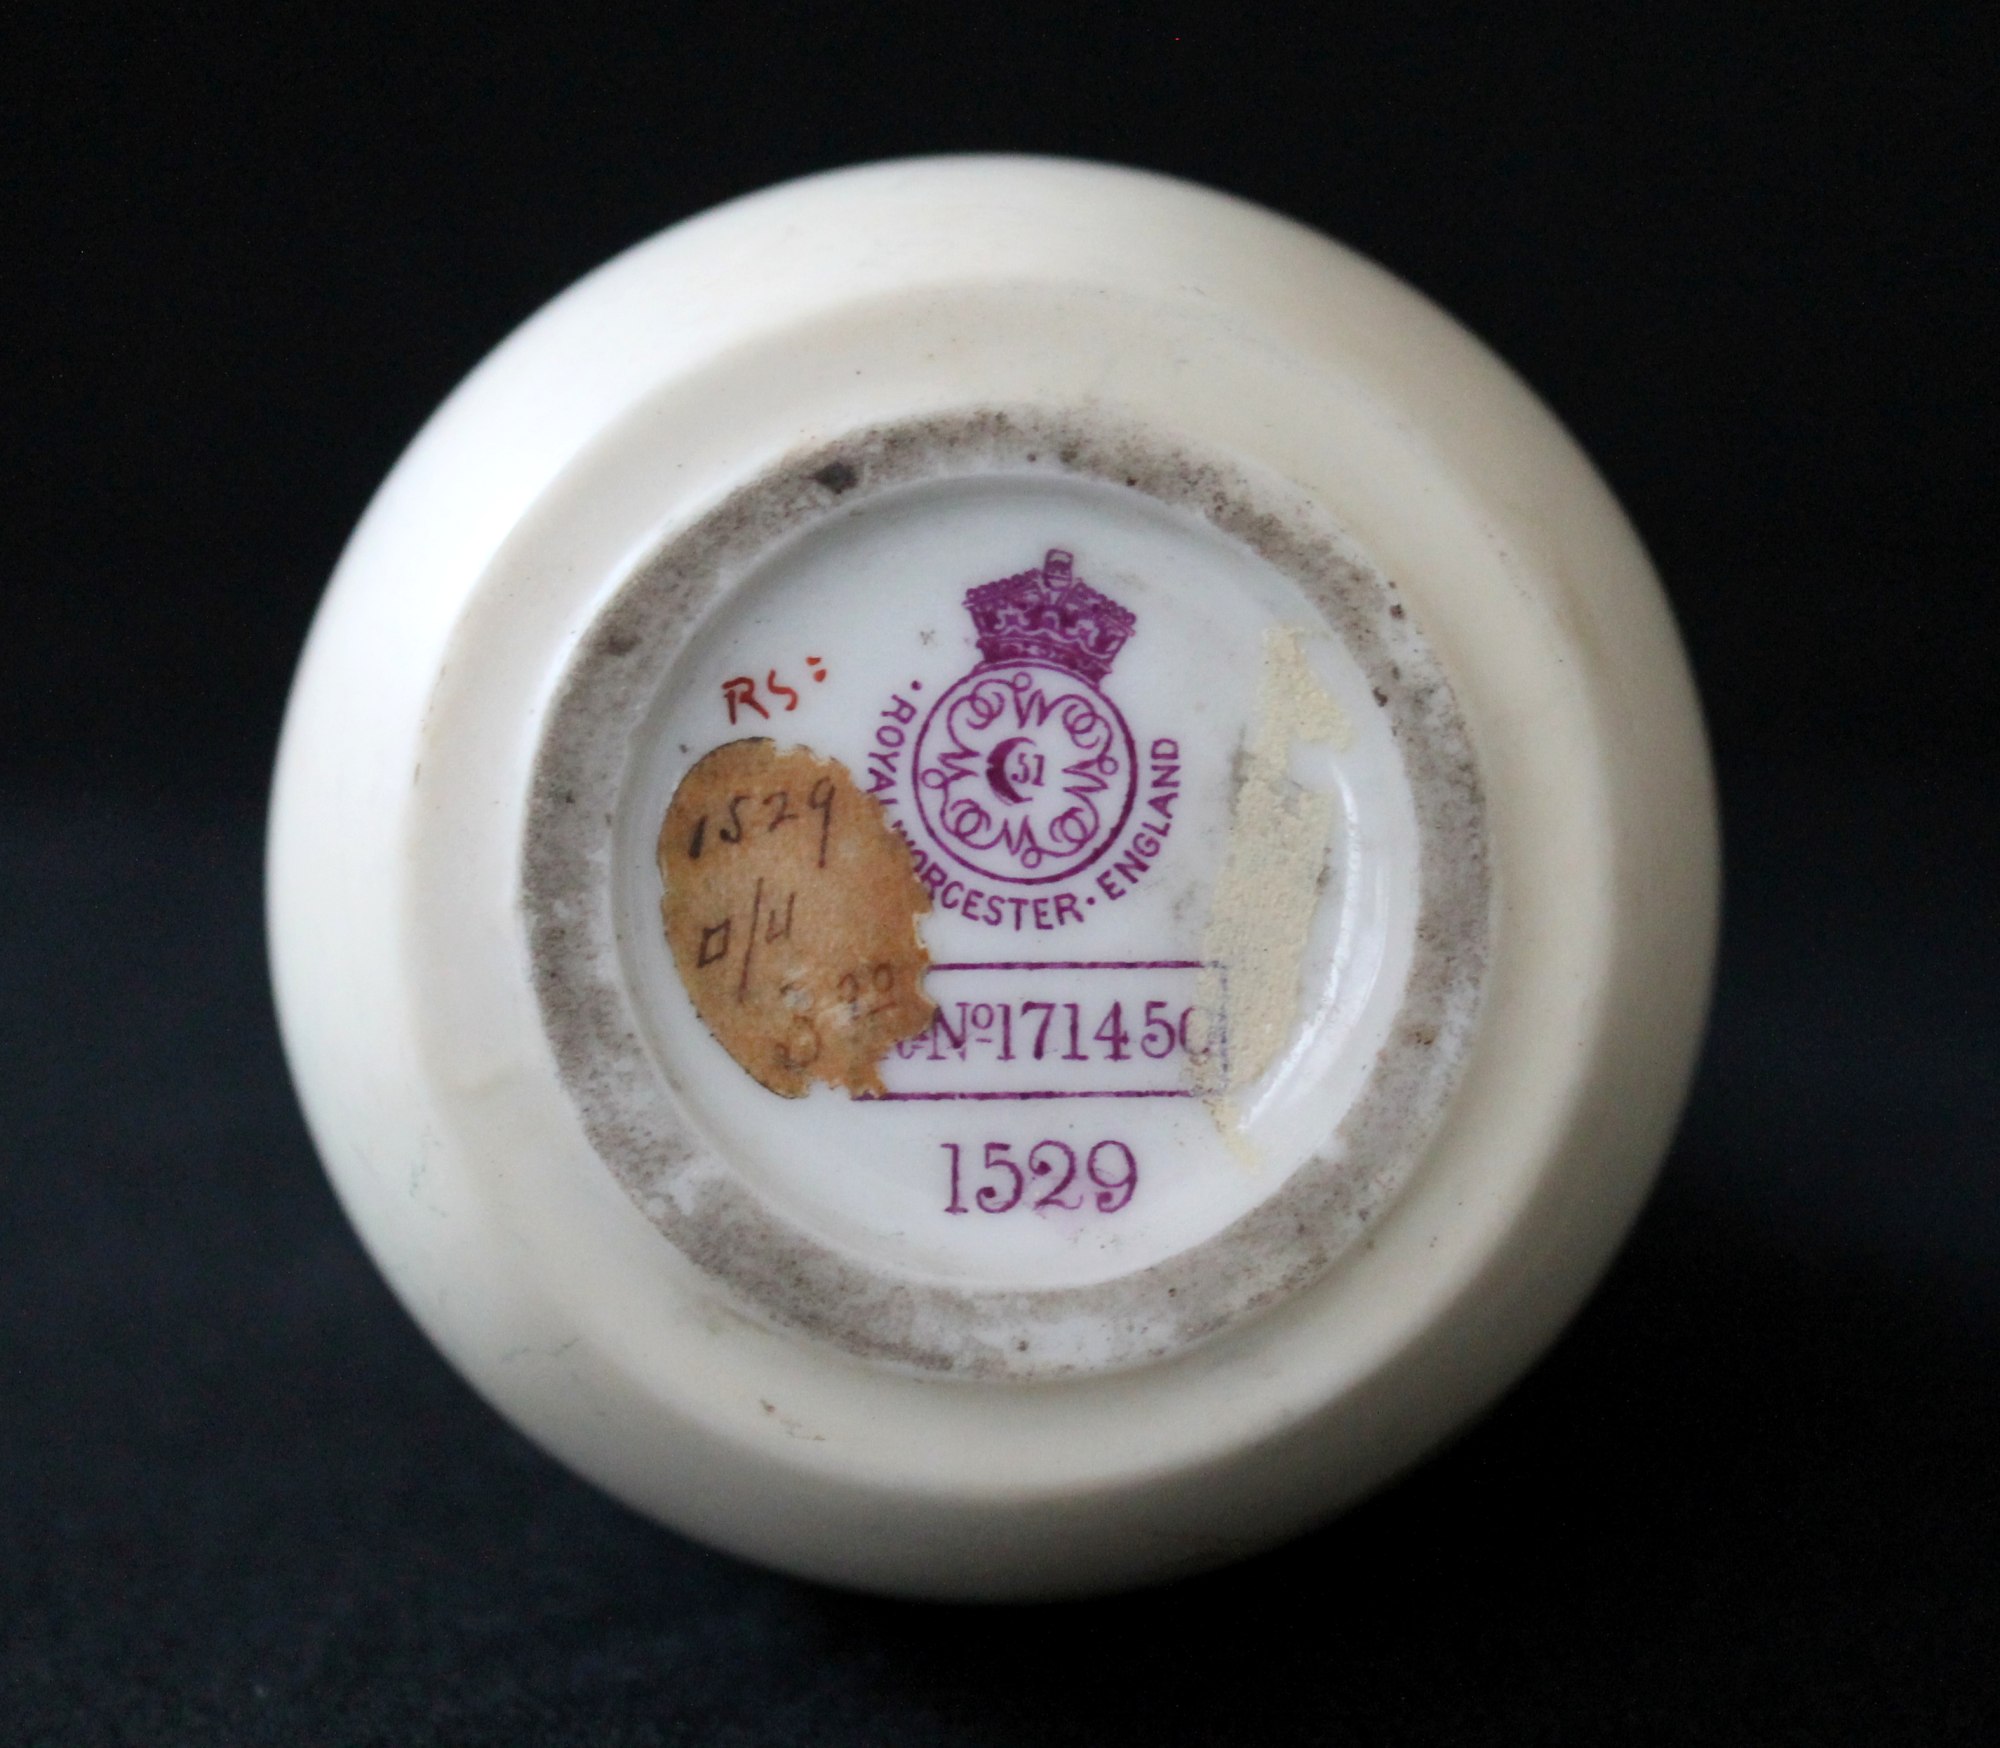 RS:
51
· ROYAL WORCESTER · ENGLAND
1529
□/4
Nº171450
1529